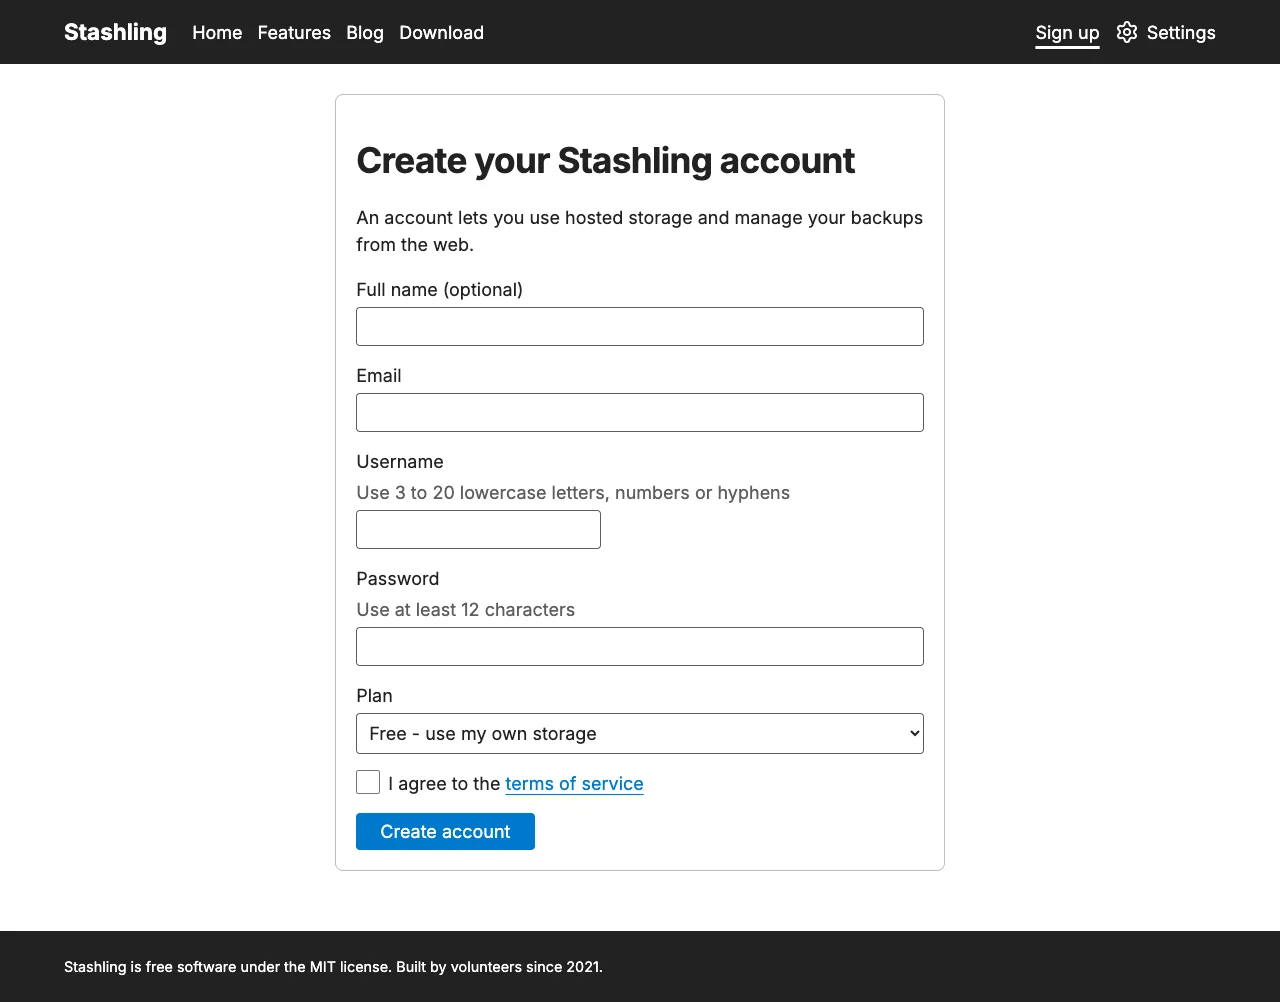 Stashling Home Features Blog Download Sign up Settings
Create your Stashling account
An account lets you use hosted storage and manage your backups
from the web.
Full name (optional)
Email
Username
Use 3 to 20 lowercase letters, numbers or hyphens
Password
Use at least 12 characters
Plan
Free - use my own storage
I agree to the terms of service
Create account
Stashling is free software under the MIT license. Built by volunteers since 2021.